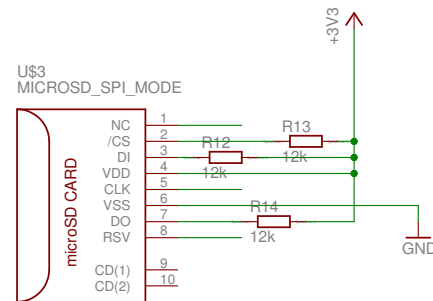 +3V3
U$3
MICROSD_SPI_MODE
microSD CARD
NC 1
/CS 2
DI 3
VDD 4
CLK 5
VSS 6
DO 7
RSV 8
CD(1) 9
CD(2) 10
R13
12k
R12
12k
R14
12k
GND